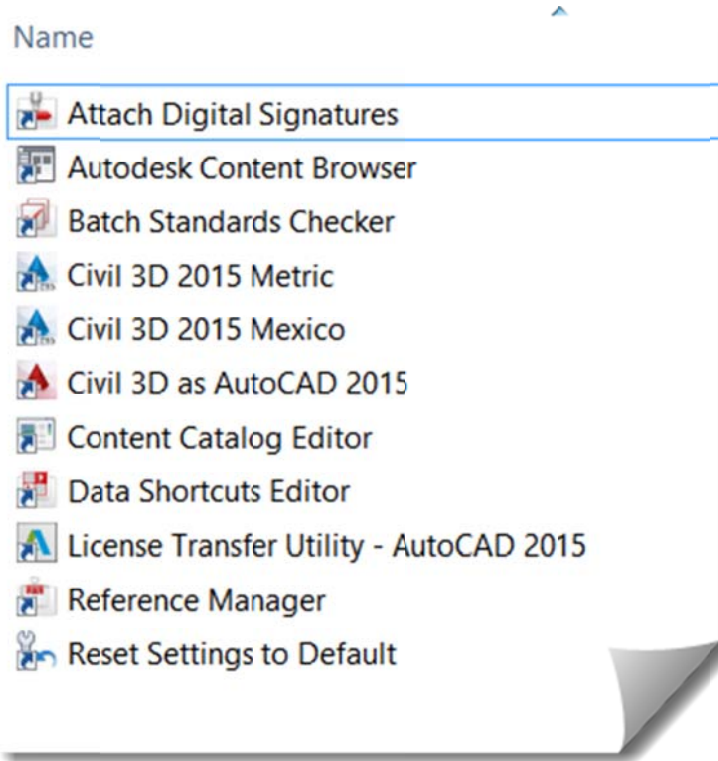 Name
Attach Digital Signatures
Autodesk Content Browser
Batch Standards Checker
Civil 3D 2015 Metric
Civil 3D 2015 Mexico
Civil 3D as AutoCAD 2015
Content Catalog Editor
Data Shortcuts Editor
License Transfer Utility - AutoCAD 2015
Reference Manager
Reset Settings to Default